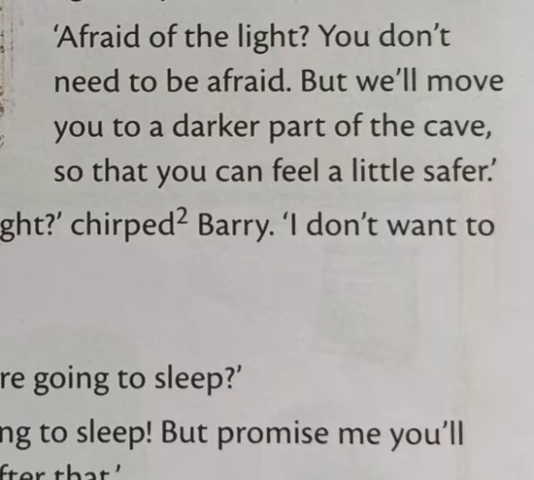 ‘Afraid of the light? You don’t
need to be afraid. But we’ll move
you to a darker part of the cave,
so that you can feel a little safer.’
ght?’ chirped² Barry. ‘I don’t want to
re going to sleep?’
ng to sleep! But promise me you’ll
fter that.’